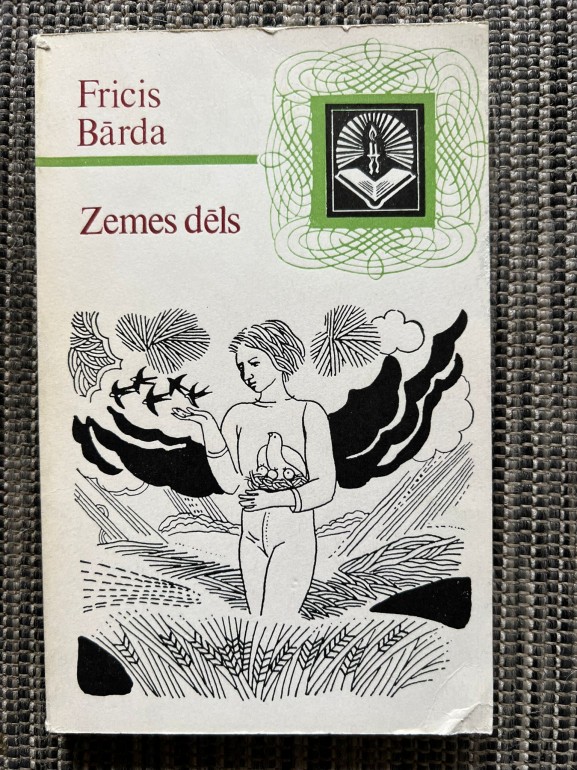 Fricis
Bārda
Zemes dēls